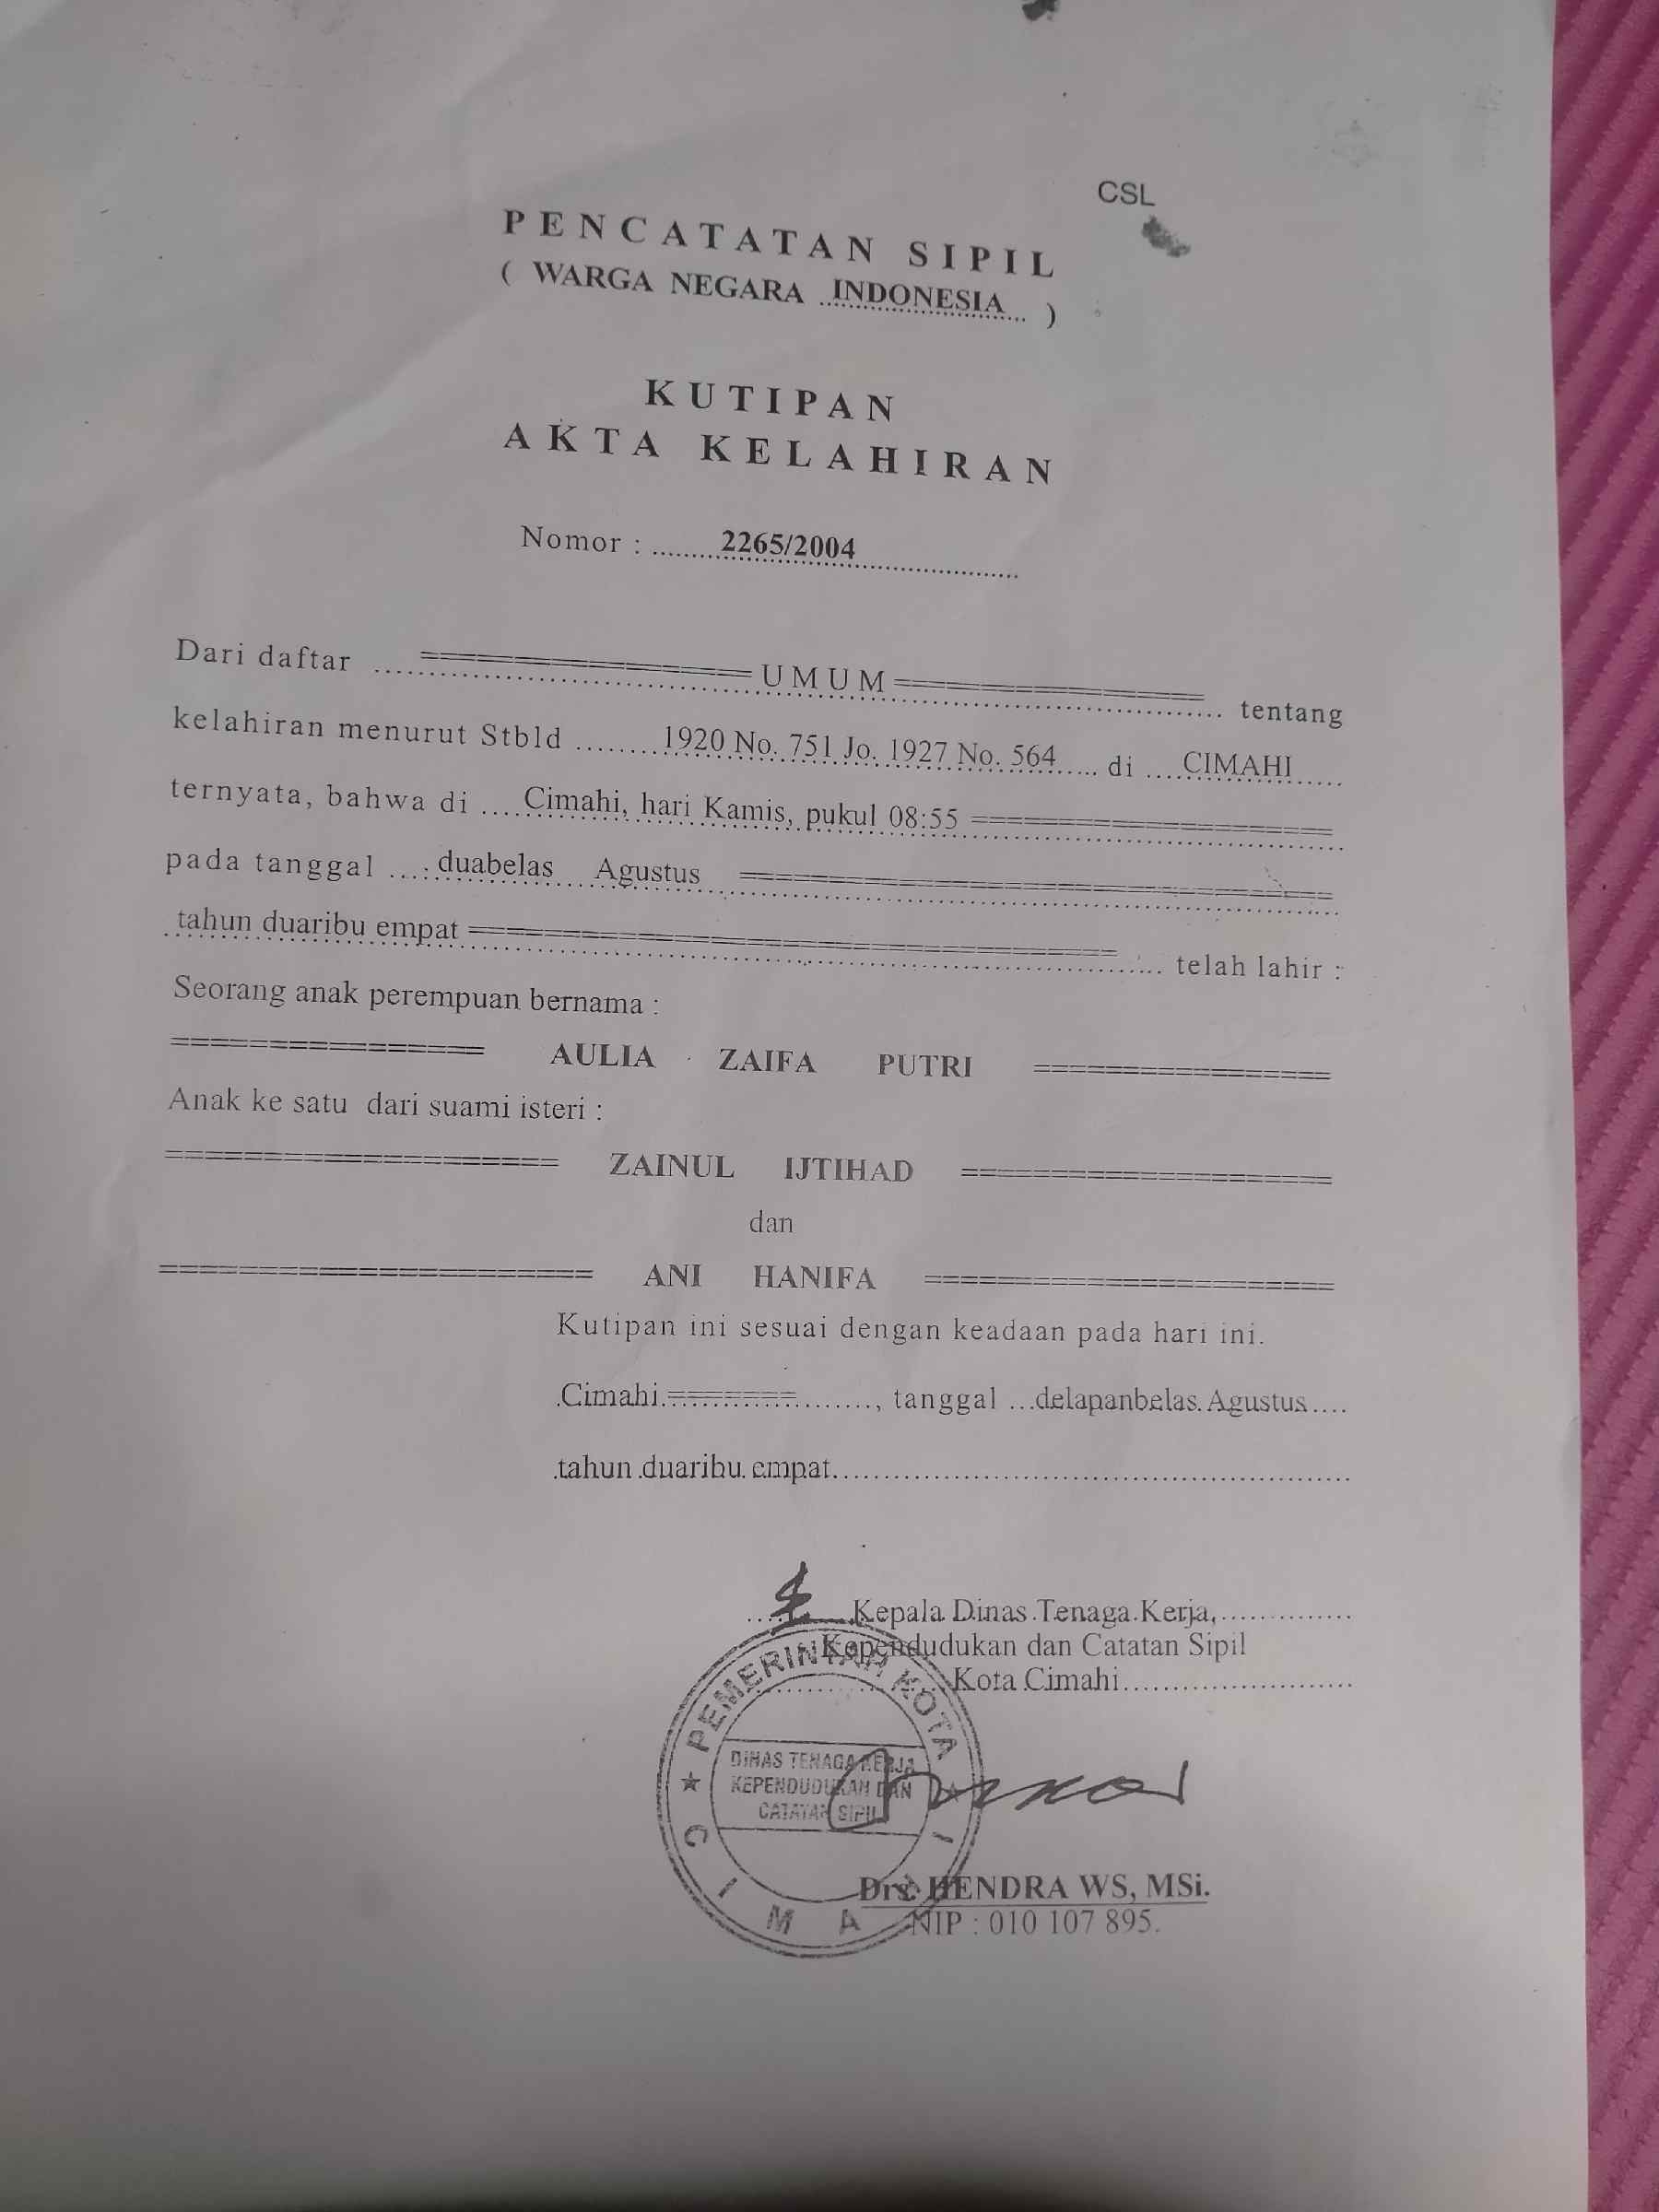 CSL
PENCATATAN SIPIL
( WARGA NEGARA INDONESIA )
KUTIPAN
AKTA KELAHIRAN
Nomor : 2265/2004
Dari daftar ================ UMUM ================ tentang
kelahiran menurut Stbld 1920 No. 751 Jo. 1927 No. 564 di CIMAHI
ternyata, bahwa di Cimahi, hari Kamis, pukul 08:55 ====================
pada tanggal duabelas Agustus ================================
tahun duaribu empat =================================== telah lahir :
Seorang anak perempuan bernama :
================ AULIA ZAIFA PUTRI ================
Anak ke satu dari suami isteri :
==================== ZAINUL IJTIHAD ====================
dan
====================== ANI HANIFA ======================
Kutipan ini sesuai dengan keadaan pada hari ini.
Cimahi ======= , tanggal delapanbelas Agustus
tahun duaribu empat
Kepala Dinas Tenaga Kerja,
Kependudukan dan Catatan Sipil
Kota Cimahi
PEMERINTAH KOTA
DINAS TENAGA KERJA
KEPENDUDUKAN DAN
CATATAN SIPIL
CIMAHI
Drs. HENDRA WS, MSi.
NIP : 010 107 895.